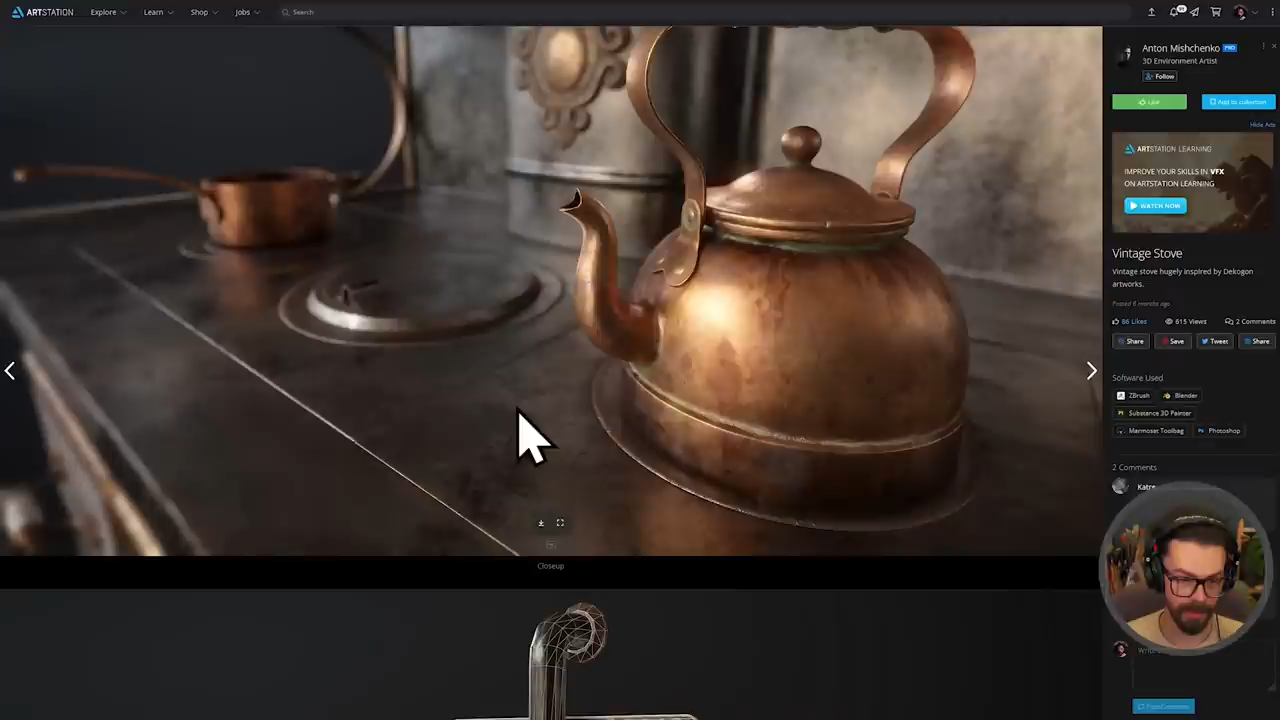 ARTSTATION Explore Learn Shop Jobs Search
Anton Mishchenko PRO
3D Environment Artist
Follow
Like Add to collection
Hide Ads
ARTSTATION LEARNING
IMPROVE YOUR SKILLS IN VFX
ON ARTSTATION LEARNING
WATCH NOW
Vintage Stove
Vintage stove hugely inspired by Dekogon
artworks.
Posted 6 months ago
86 Likes 615 Views 2 Comments
Share Save Tweet Share
Software Used
ZBrush Blender
Substance 3D Painter
Marmoset Toolbag Photoshop
2 Comments
Katre
Closeup